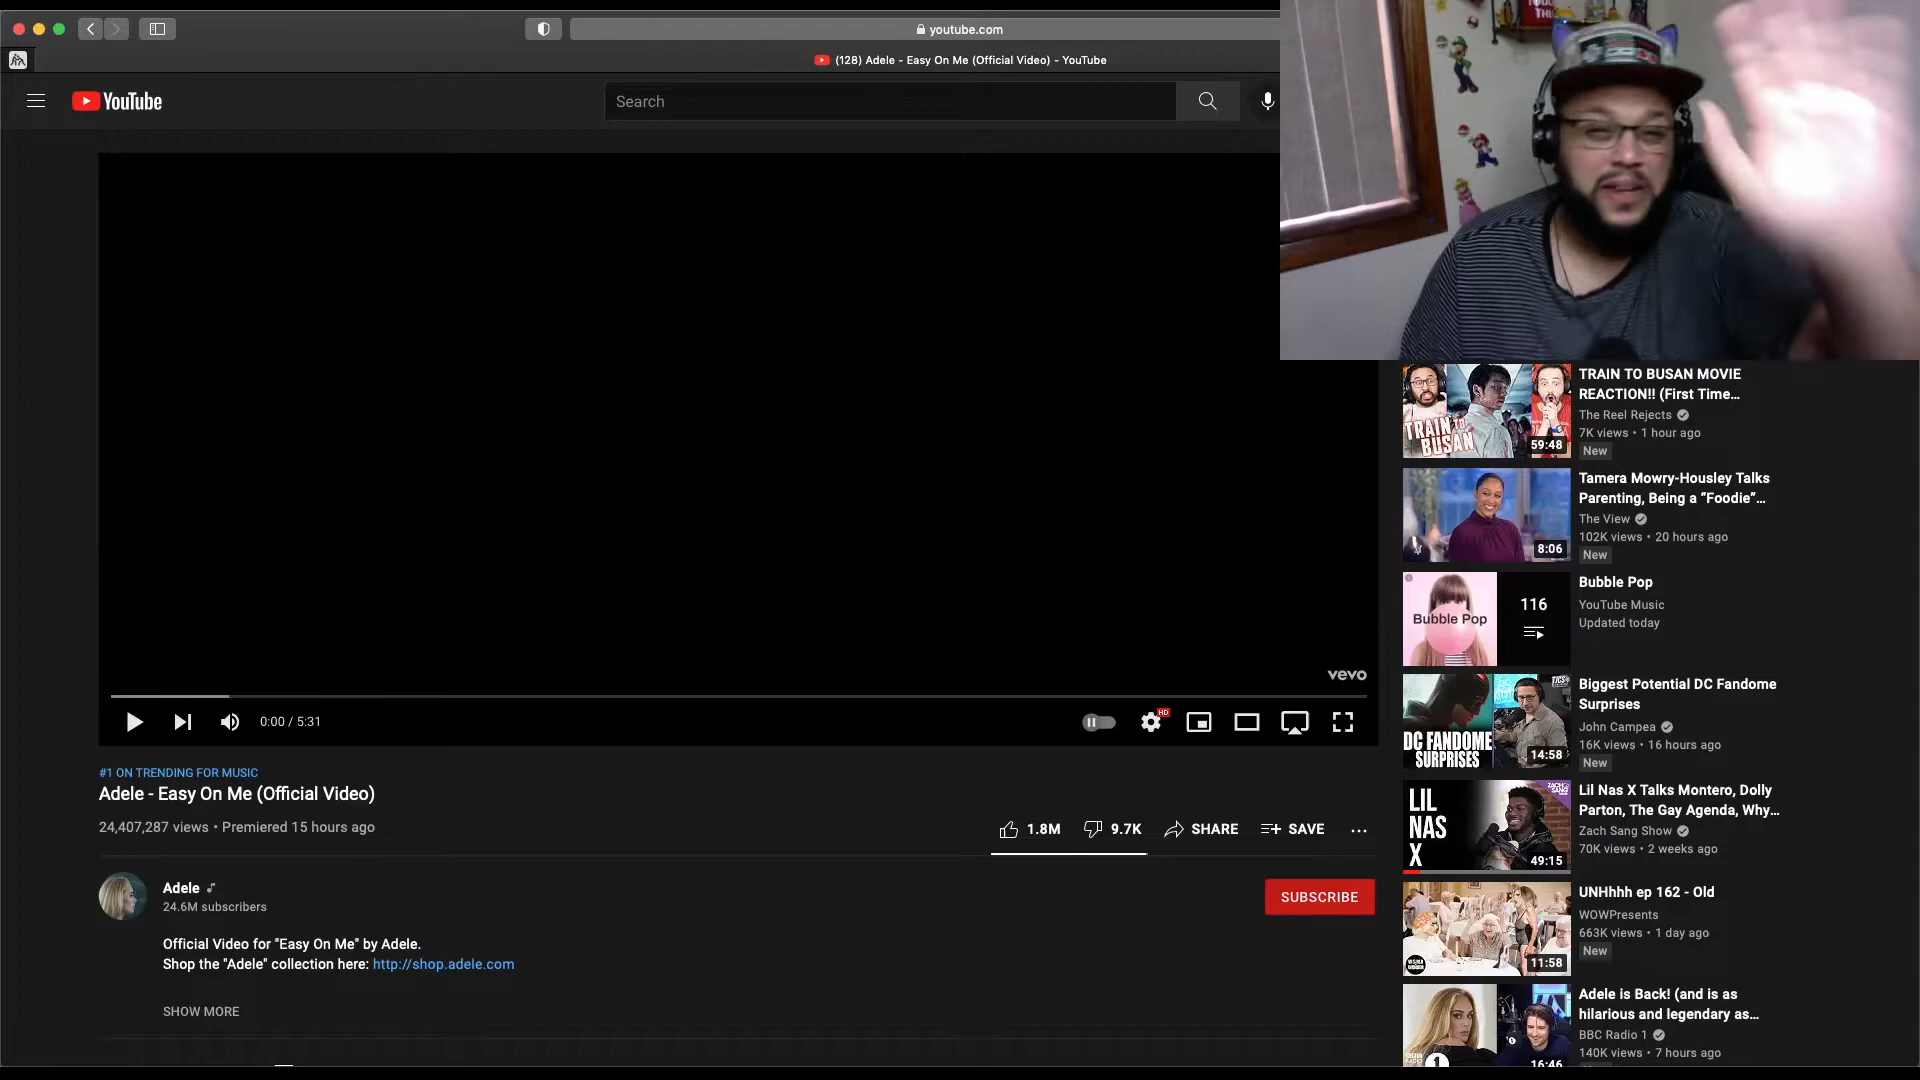 youtube.com
(128) Adele - Easy On Me (Official Video) - YouTube
YouTube
Search
vevo
0:00 / 5:31
HD
#1 ON TRENDING FOR MUSIC
Adele - Easy On Me (Official Video)
24,407,287 views • Premiered 15 hours ago
1.8M
9.7K
SHARE
SAVE
Adele
24.6M subscribers
SUBSCRIBE
Official Video for "Easy On Me" by Adele.
Shop the "Adele" collection here: http://shop.adele.com
SHOW MORE
TRAIN TO BUSAN
59:48
TRAIN TO BUSAN MOVIE
REACTION!! (First Time...
The Reel Rejects
7K views • 1 hour ago
New
8:06
Tamera Mowry-Housley Talks
Parenting, Being a “Foodie”...
The View
102K views • 20 hours ago
New
Bubble Pop
116
Bubble Pop
YouTube Music
Updated today
DC FANDOME
SURPRISES
14:58
Biggest Potential DC Fandome
Surprises
John Campea
16K views • 16 hours ago
New
LIL
NAS
X
49:15
Lil Nas X Talks Montero, Dolly
Parton, The Gay Agenda, Why...
Zach Sang Show
70K views • 2 weeks ago
11:58
UNHhhh ep 162 - Old
WOWPresents
663K views • 1 day ago
New
16:46
Adele is Back! (and is as
hilarious and legendary as...
BBC Radio 1
140K views • 7 hours ago